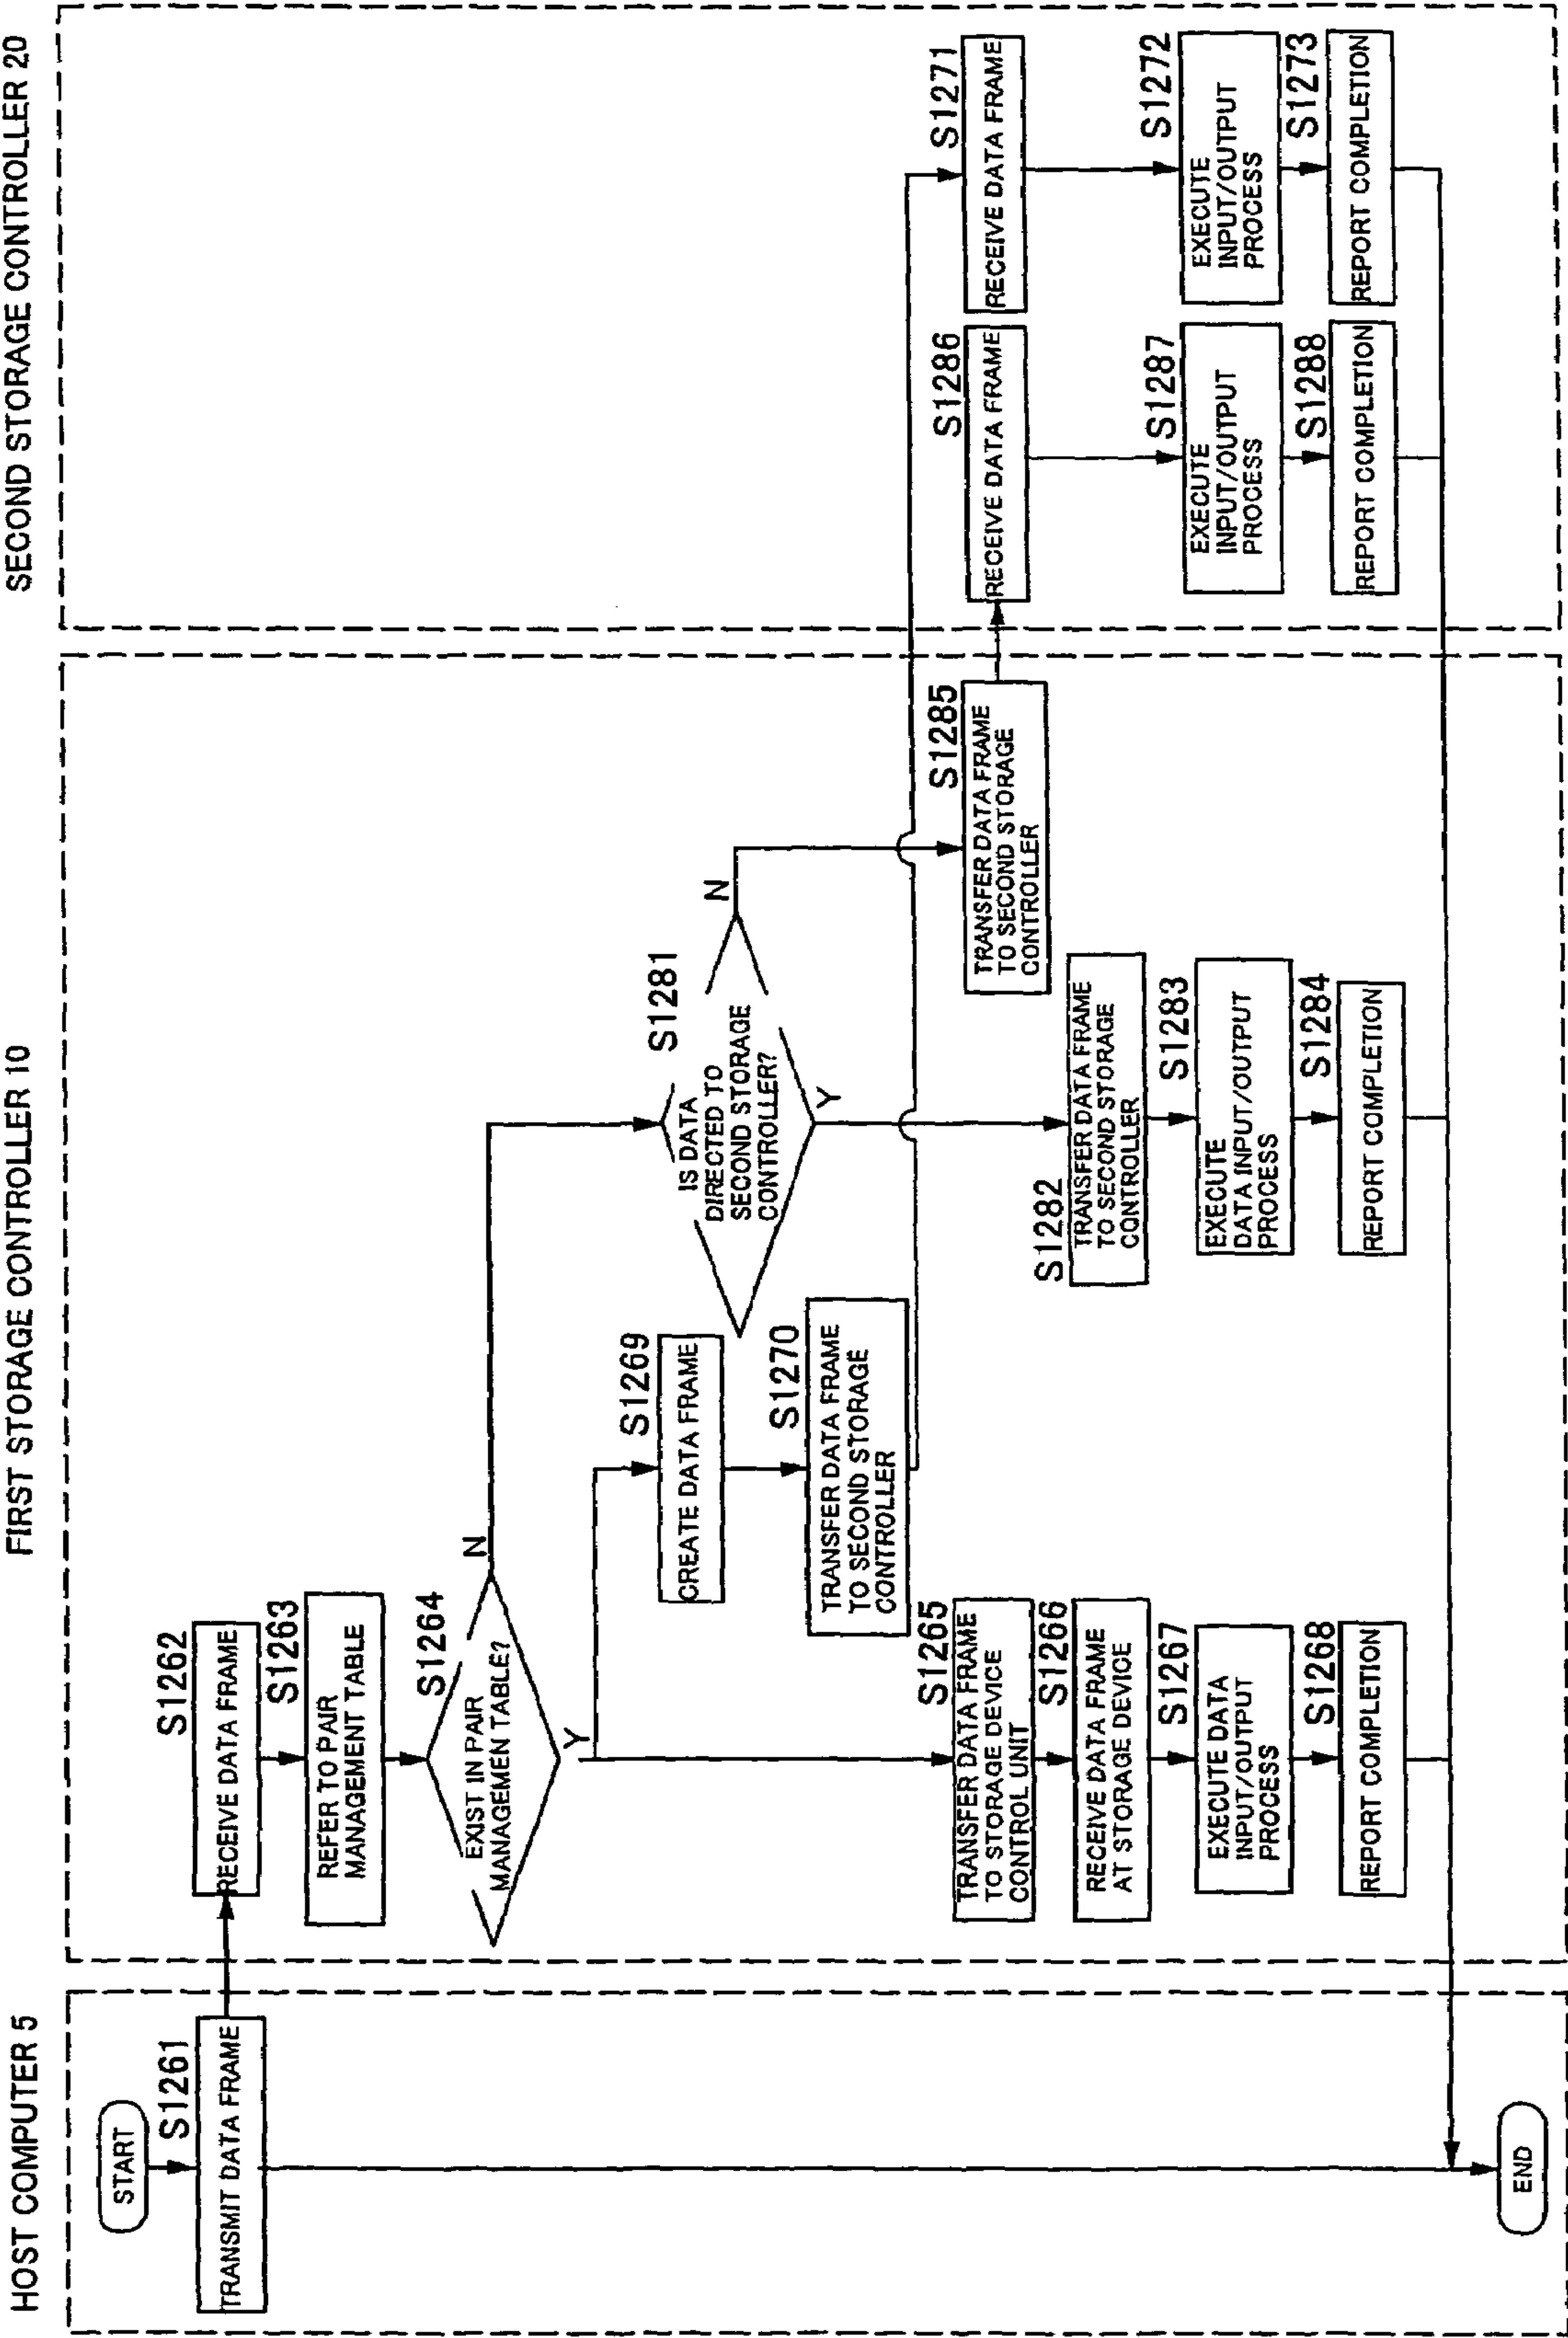 HOST COMPUTER 5
START
S1261
TRANSMIT DATA FRAME
END
FIRST STORAGE CONTROLLER 10
S1262
RECEIVE DATA FRAME
S1263
REFER TO PAIR
MANAGEMENT TABLE
S1264
EXIST IN PAIR
MANAGEMENT TABLE?
N
Y
S1265
TRANSFER DATA FRAME
TO STORAGE DEVICE
CONTROL UNIT
S1266
RECEIVE DATA FRAME
AT STORAGE DEVICE
S1267
EXECUTE DATA
INPUT/OUTPUT
PROCESS
S1268
REPORT COMPLETION
S1269
CREATE DATA FRAME
S1270
TRANSFER DATA FRAME
TO SECOND STORAGE
CONTROLLER
S1281
IS DATA
DIRECTED TO
SECOND STORAGE
CONTROLLER?
N
Y
S1282
TRANSFER DATA FRAME
TO SECOND STORAGE
CONTROLLER
S1283
EXECUTE
DATA INPUT/OUTPUT
PROCESS
S1284
REPORT COMPLETION
S1285
TRANSFER DATA FRAME
TO SECOND STORAGE
CONTROLLER
SECOND STORAGE CONTROLLER 20
S1286
RECEIVE DATA FRAME
S1287
EXECUTE
INPUT/OUTPUT
PROCESS
S1288
REPORT COMPLETION
S1271
RECEIVE DATA FRAME
S1272
EXECUTE
INPUT/OUTPUT
PROCESS
S1273
REPORT COMPLETION